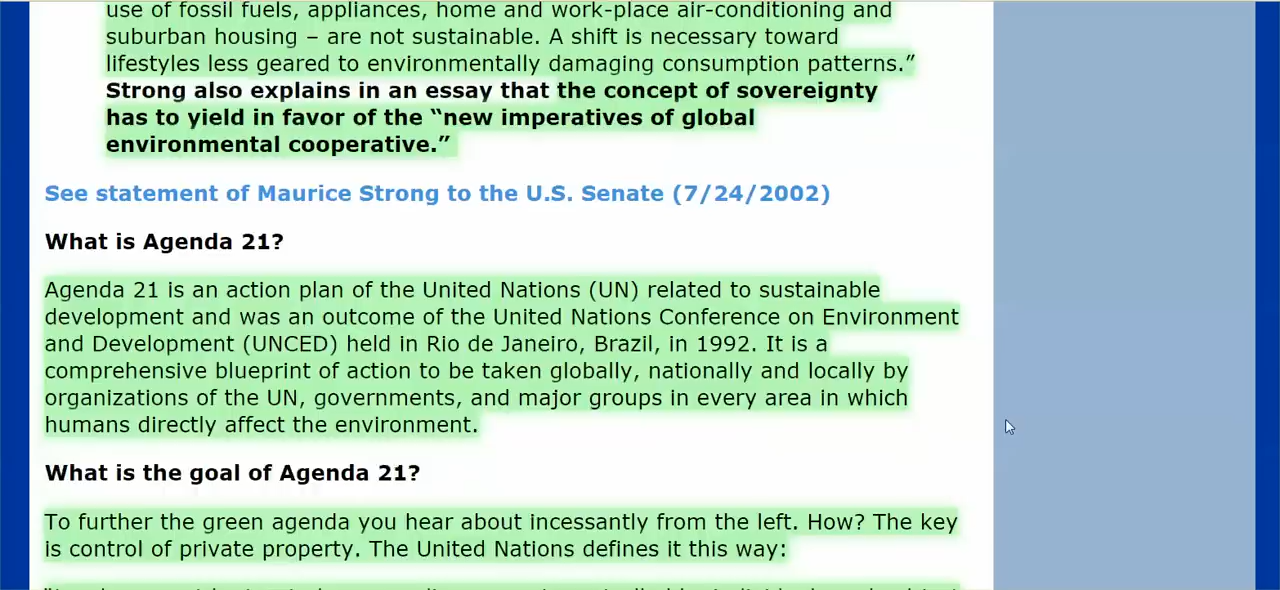 use of fossil fuels, appliances, home and work-place air-conditioning and
suburban housing – are not sustainable. A shift is necessary toward
lifestyles less geared to environmentally damaging consumption patterns.”
Strong also explains in an essay that the concept of sovereignty
has to yield in favor of the “new imperatives of global
environmental cooperative.”
See statement of Maurice Strong to the U.S. Senate (7/24/2002)
What is Agenda 21?
Agenda 21 is an action plan of the United Nations (UN) related to sustainable
development and was an outcome of the United Nations Conference on Environment
and Development (UNCED) held in Rio de Janeiro, Brazil, in 1992. It is a
comprehensive blueprint of action to be taken globally, nationally and locally by
organizations of the UN, governments, and major groups in every area in which
humans directly affect the environment.
What is the goal of Agenda 21?
To further the green agenda you hear about incessantly from the left. How? The key
is control of private property. The United Nations defines it this way: